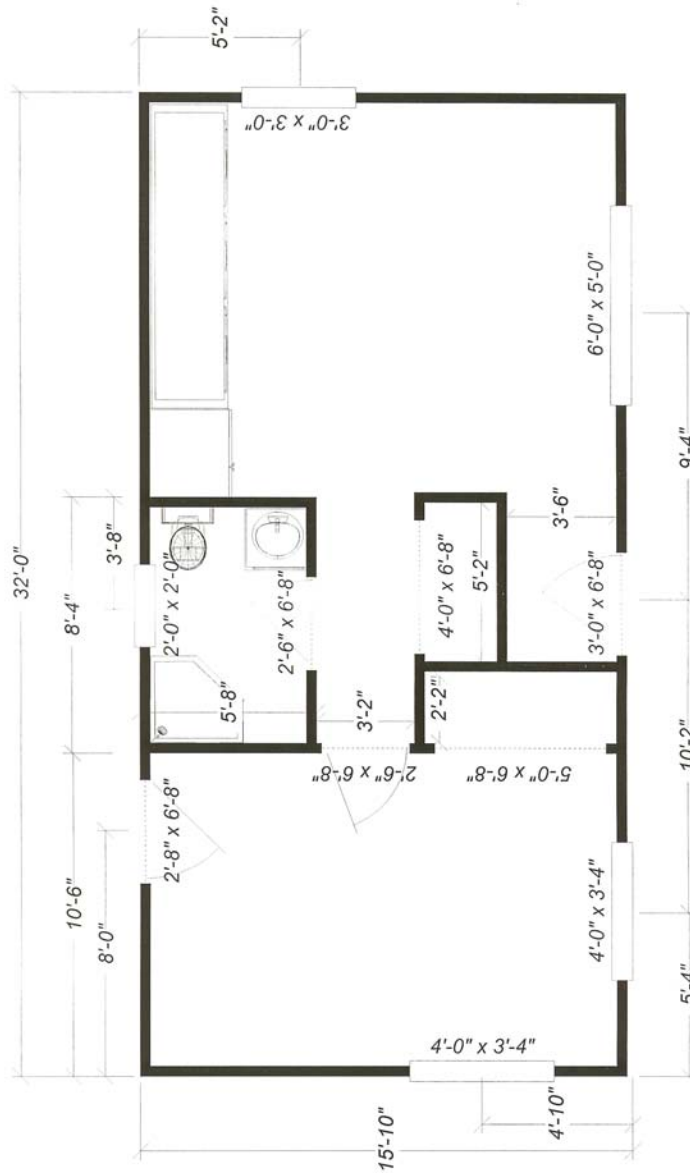 32'-0"
10'-6"
8'-4"
8'-0"
3'-8"
5'-2"
15'-10"
4'-10"
4'-0" x 3'-4"
2'-8" x 6'-8"
2'-0" x 2'-0"
5'-8"
2'-6" x 6'-8"
3'-0" x 3'-0"
2'-6" x 6'-8"
3'-2"
4'-0" x 6'-8"
5'-2"
2'-2"
5'-0" x 6'-8"
3'-6"
3'-0" x 6'-8"
4'-0" x 3'-4"
6'-0" x 5'-0"
5'-4"
10'-2"
9'-4"